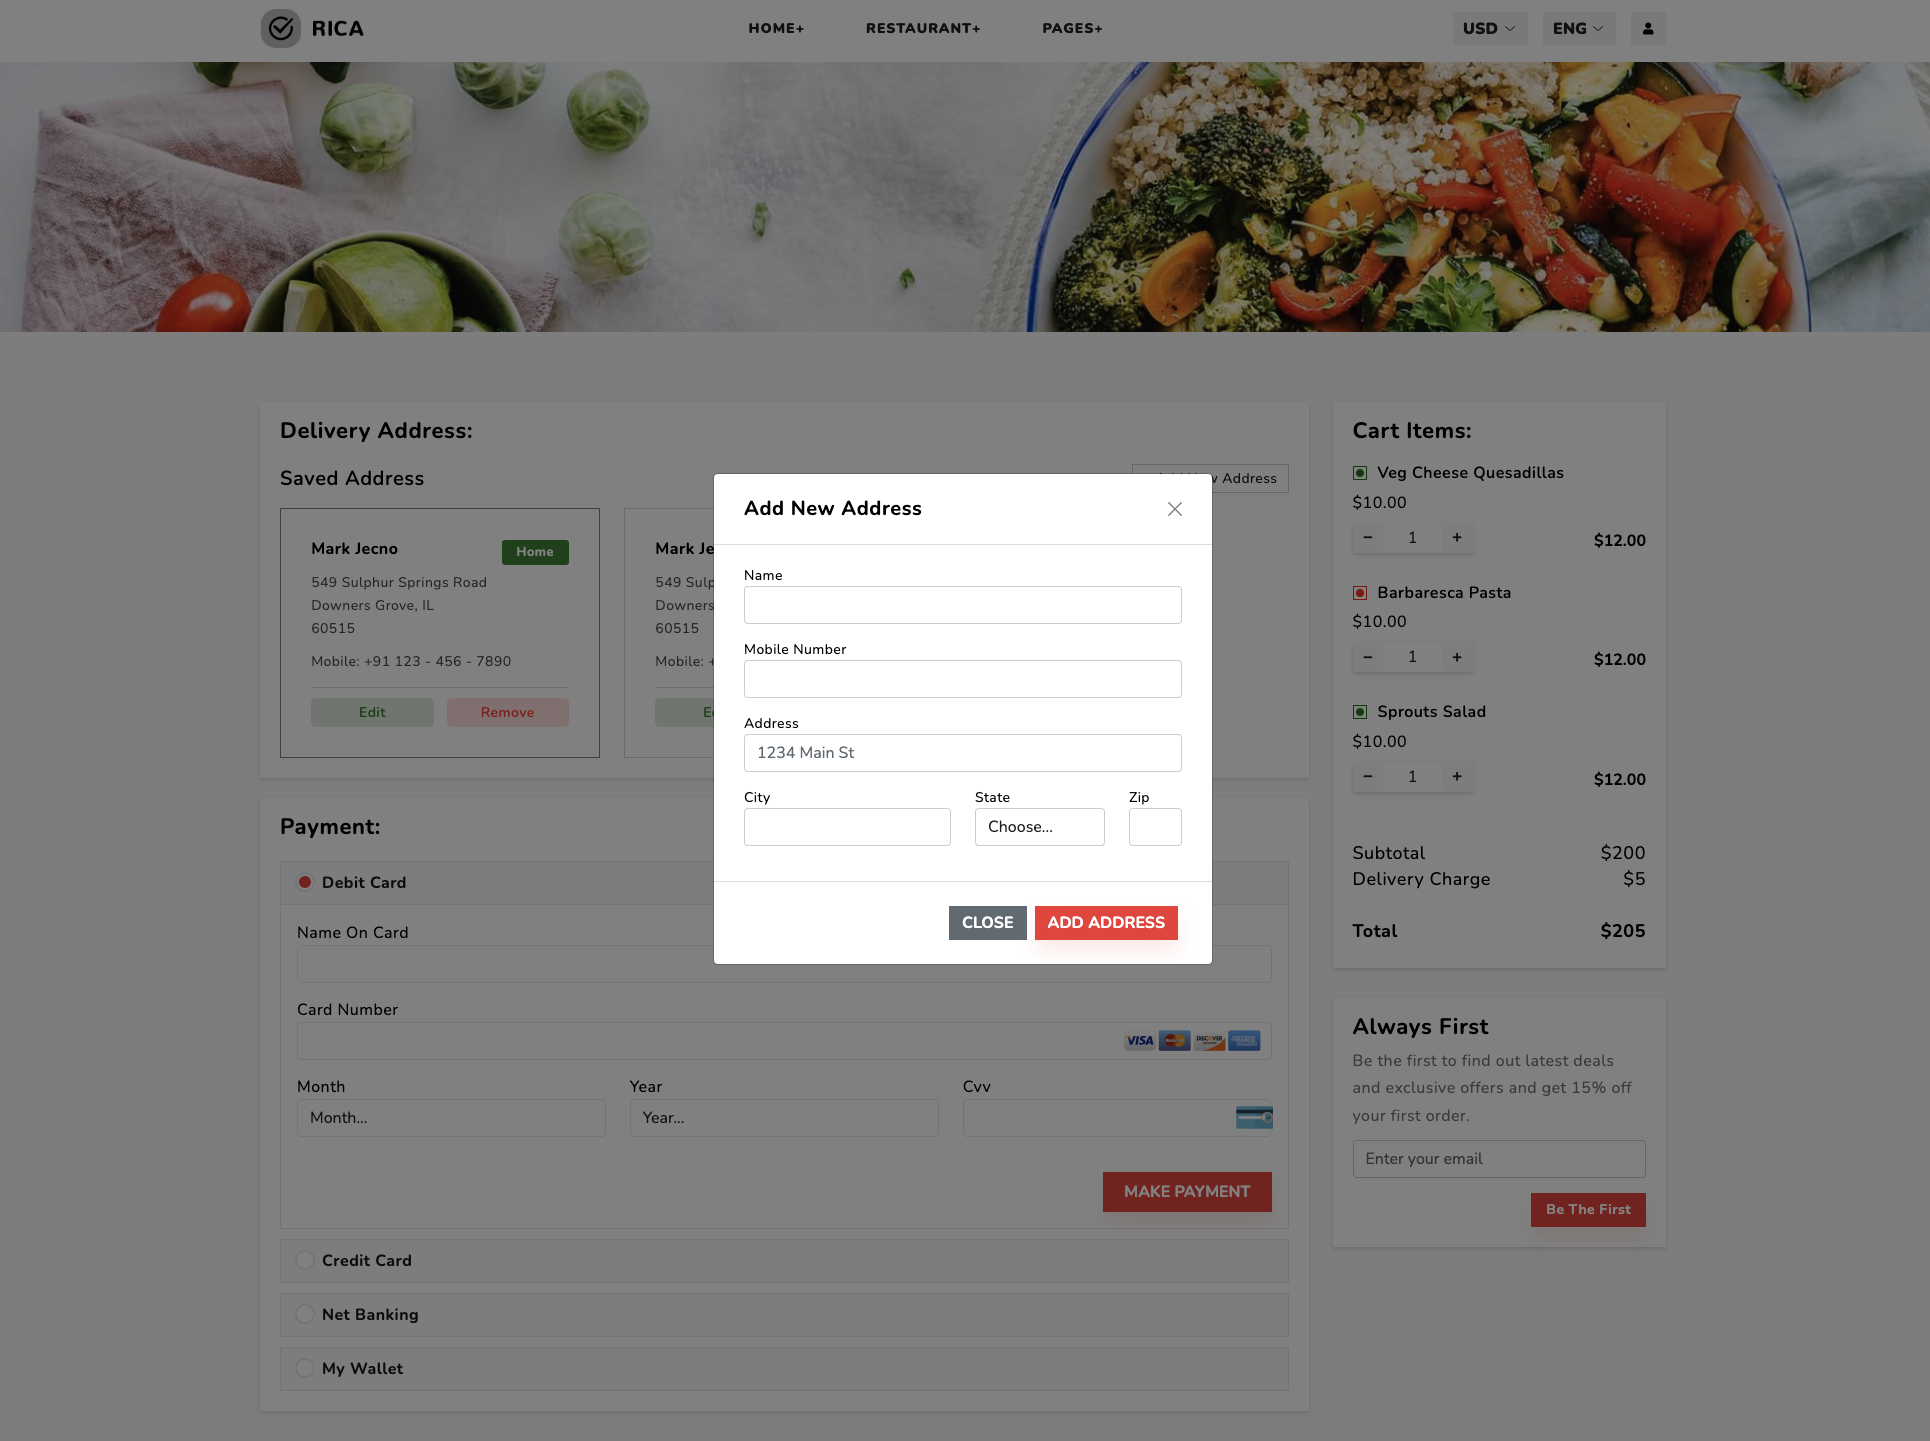 RICA
HOME+
RESTAURANT+
PAGES+
USD
ENG
Delivery Address:
Saved Address
w Address
Mark Jecno
Home
549 Sulphur Springs Road
Downers Grove, IL
60515
Mobile: +91 123 - 456 - 7890
Edit
Remove
Mark Je
549 Sulp
Downers
60515
Mobile: +
Add New Address
Name
Mobile Number
Address
1234 Main St
City
State
Zip
Choose...
CLOSE
ADD ADDRESS
Payment:
Debit Card
Name On Card
Card Number
VISA
DISCOVER
Month
Year
Cvv
Month...
Year...
MAKE PAYMENT
Credit Card
Net Banking
My Wallet
Cart Items:
Veg Cheese Quesadillas
$10.00
− 1 +
$12.00
Barbaresca Pasta
$10.00
− 1 +
$12.00
Sprouts Salad
$10.00
− 1 +
$12.00
Subtotal $200
Delivery Charge $5
Total $205
Always First
Be the first to find out latest deals
and exclusive offers and get 15% off
your first order.
Enter your email
Be The First